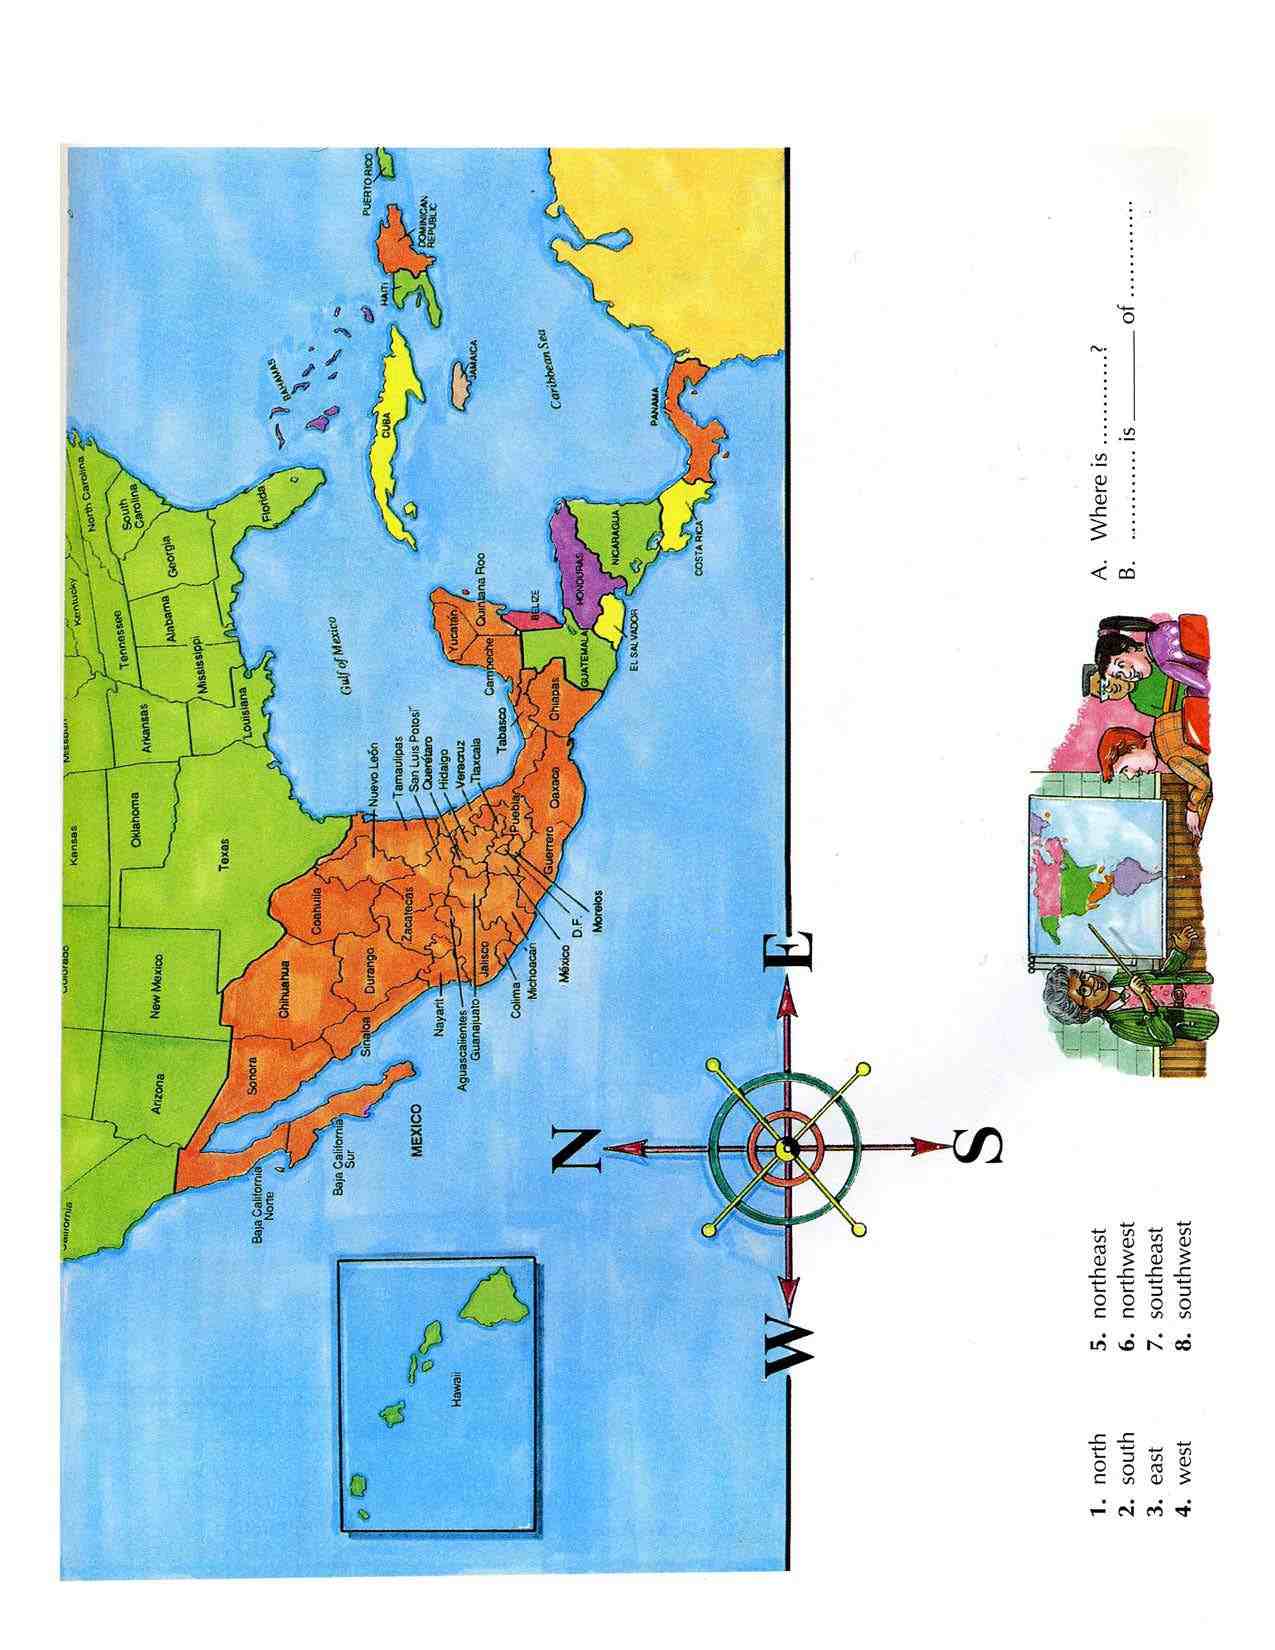 Kansas
Kentucky
North Carolina
Arizona
New Mexico
Oklahoma
Arkansas
Tennessee
South
Carolina
Texas
Louisiana
Mississippi
Alabama
Georgia
Florida
BAHAMAS
Gulf of Mexico
Baja California
Norte
Baja California
Sur
Sonora
Chihuahua
Coahuila
Sinaloa
Durango
Zacatecas
Nuevo León
Tamaulipas
San Luis Potosí
Querétaro
Hidalgo
Veracruz
Tlaxcala
MEXICO
Nayarit
Aguascalientes
Guanajuato
Jalisco
Colima
Michoacán
México
D.F.
Morelos
Puebla
Guerrero
Oaxaca
Tabasco
Chiapas
Campeche
Yucatán
Quintana Roo
CUBA
HAITI
DOMINICAN
REPUBLIC
PUERTO RICO
JAMAICA
Caribbean Sea
BELIZE
GUATEMALA
HONDURAS
EL SALVADOR
NICARAGUA
COSTA RICA
PANAMA
Hawaii
N
W
E
S
1. north
2. south
3. east
4. west
5. northeast
6. northwest
7. southeast
8. southwest
A. Where is ..............?
B. .............. is ________ of ..............